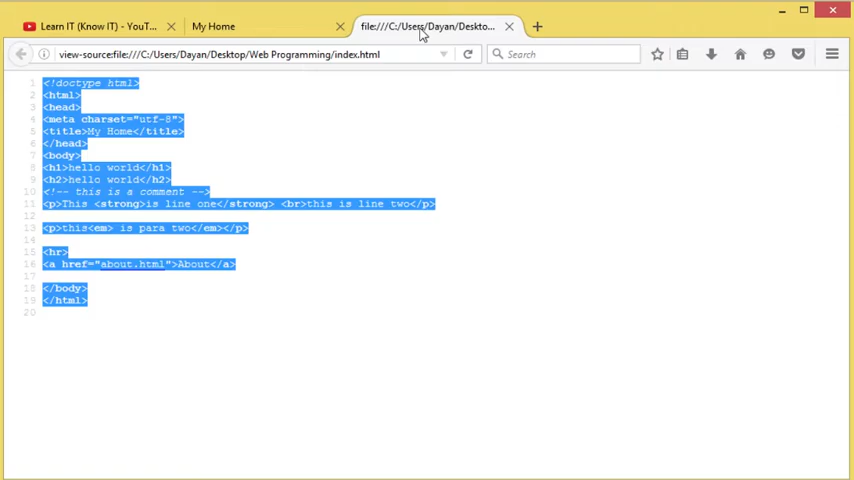 Learn IT (Know IT) - YouT...
My Home
file:///C:/Users/Dayan/Deskto...
view-source:file:///C:/Users/Dayan/Desktop/Web Programming/index.html
Search
1 <!doctype html>
2 <html>
3 <head>
4 <meta charset="utf-8">
5 <title>My Home</title>
6 </head>
7 <body>
8 <h1>hello world</h1>
9 <h2>hello world</h2>
10 <!-- this is a comment -->
11 <p>This <strong>is line one</strong> <br>this is line two</p>
12
13 <p>this<em> is para two</em></p>
14
15 <hr>
16 <a href="about.html">About</a>
17
18 </body>
19 </html>
20